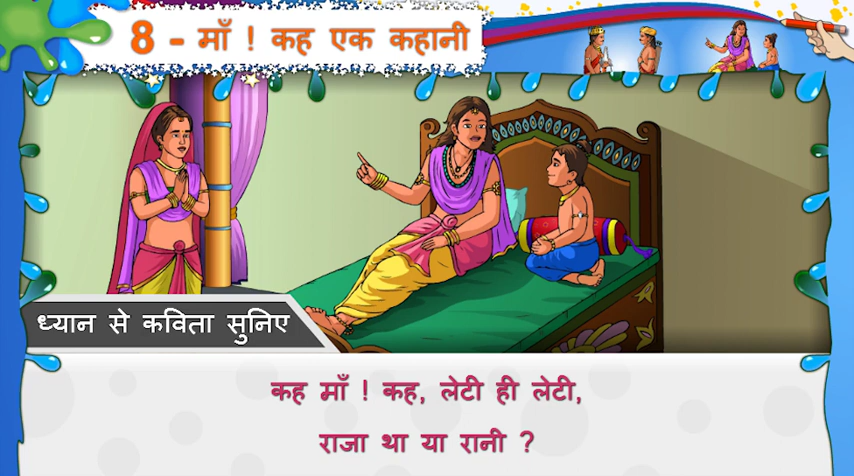 8 - माँ ! कह एक कहानी
ध्यान से कविता सुनिए
कह माँ ! कह, लेटी ही लेटी,
राजा था या रानी ?